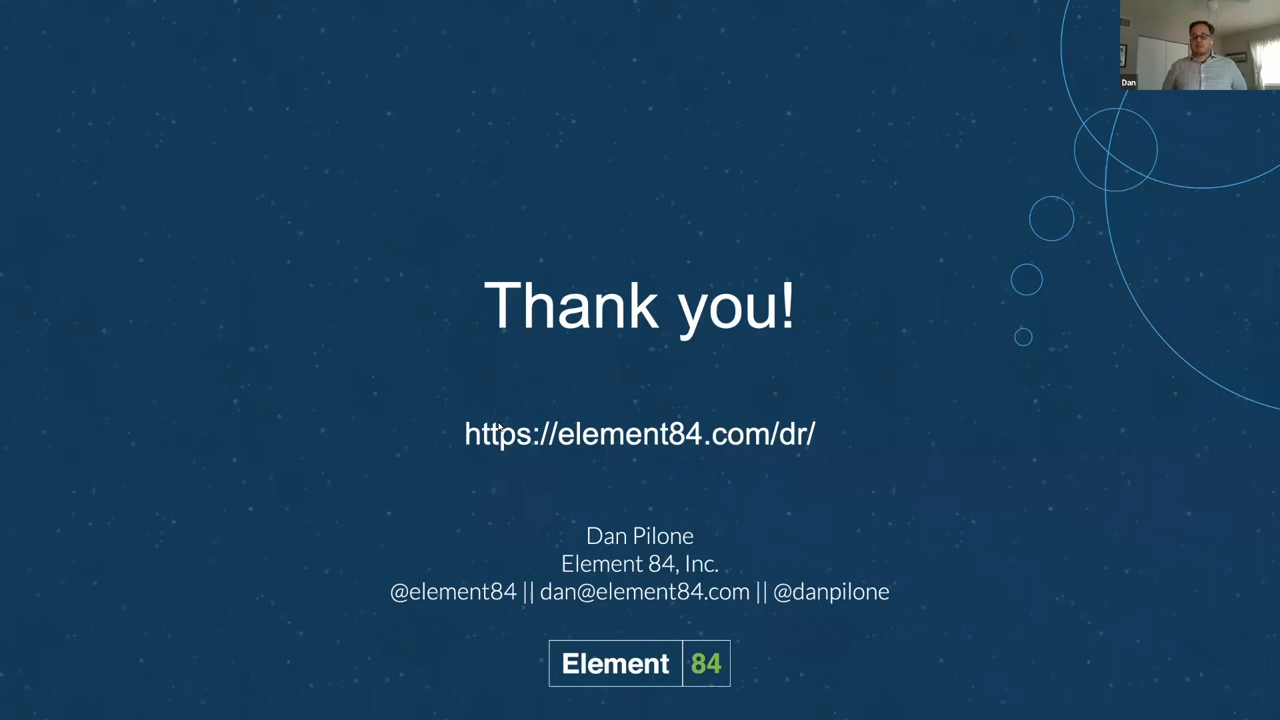 Dan
Thank you!
https://element84.com/dr/
Dan Pilone
Element 84, Inc.
@element84 || dan@element84.com || @danpilone
Element 84